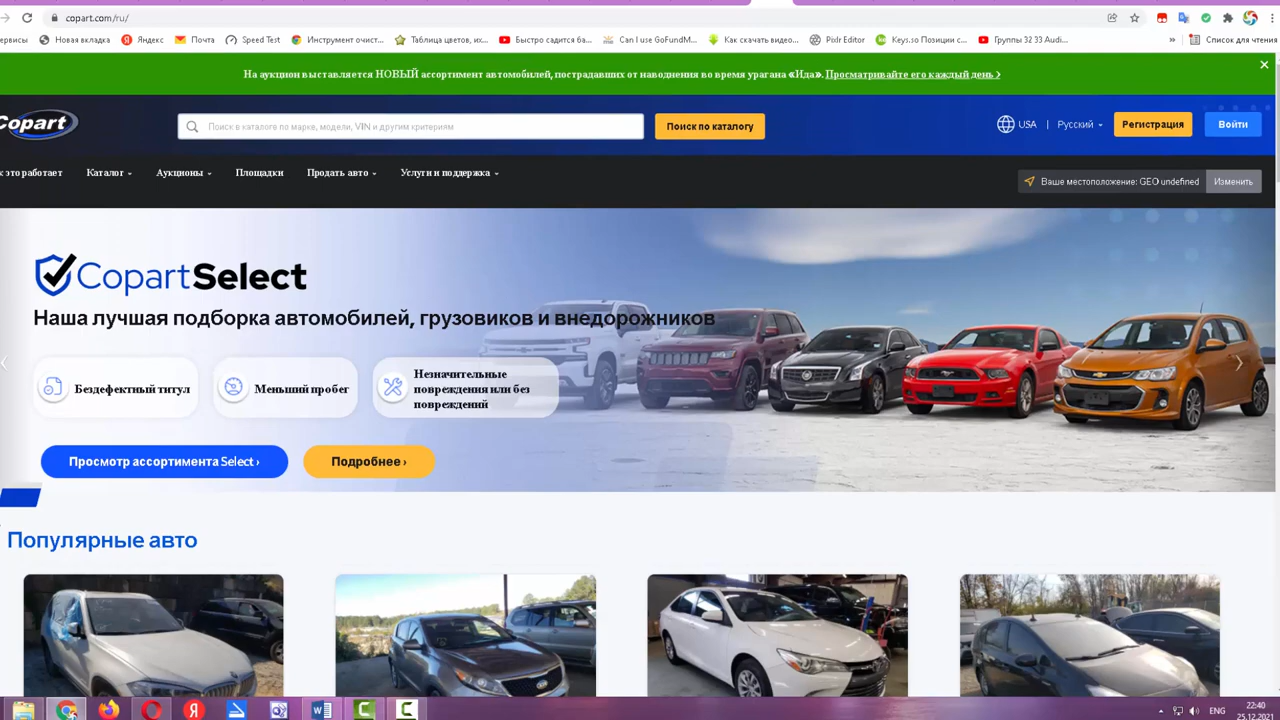 copart.com/ru/
ервисы
Новая вкладка
Яндекс
Почта
Speed Test
Инструмент очист...
Таблица цветов, их...
Быстро садится ба...
Can I use GoFundM...
Как скачать видео...
Pixlr Editor
Keys.so Позиции с...
Группы 32 33 Audi...
»
Список для чтения
На аукцион выставляется НОВЫЙ ассортимент автомобилей, пострадавших от наводнения во время урагана «Ида». Просматривайте его каждый день ›
Copart
Поиск в каталоге по марке, модели, VIN и другим критериям
Поиск по каталогу
USA | Русский
Регистрация
Войти
к это работает
Каталог
Аукционы
Площадки
Продать авто
Услуги и поддержка
Ваше местоположение: GEO undefined
Изменить
CopartSelect
Наша лучшая подборка автомобилей, грузовиков и внедорожников
Бездефектный титул
Меньший пробег
Незначительные
повреждения или без
повреждений
Просмотр ассортимента Select ›
Подробнее ›
Популярные авто
ENG
22:40
25.12.2021